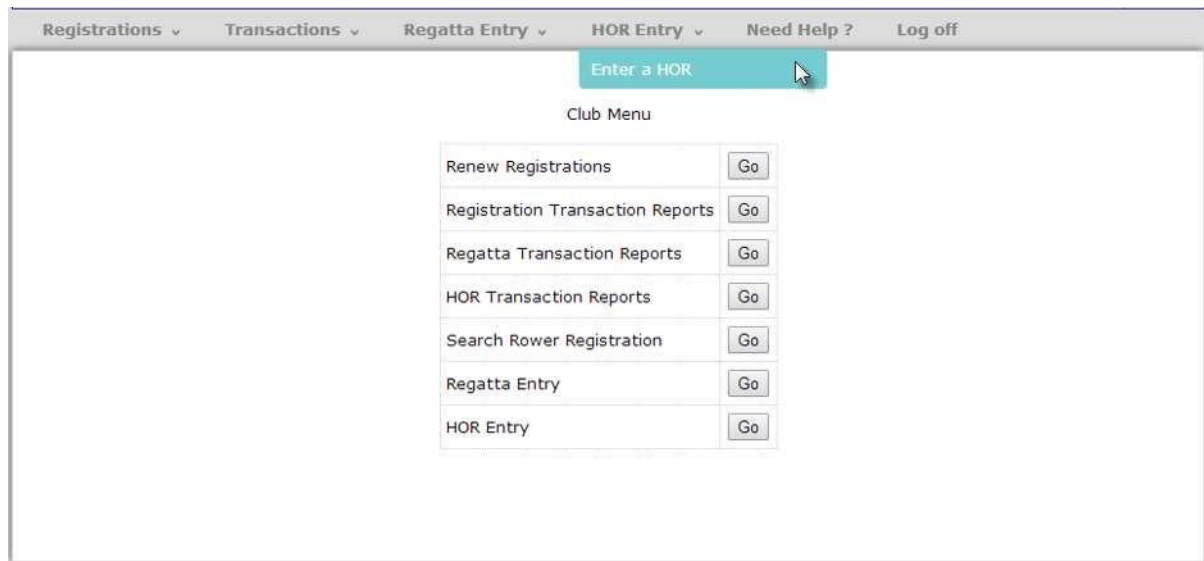 Registrations Transactions Regatta Entry HOR Entry Need Help ? Log off
Enter a HOR
Club Menu
Renew Registrations Go
Registration Transaction Reports Go
Regatta Transaction Reports Go
HOR Transaction Reports Go
Search Rower Registration Go
Regatta Entry Go
HOR Entry Go